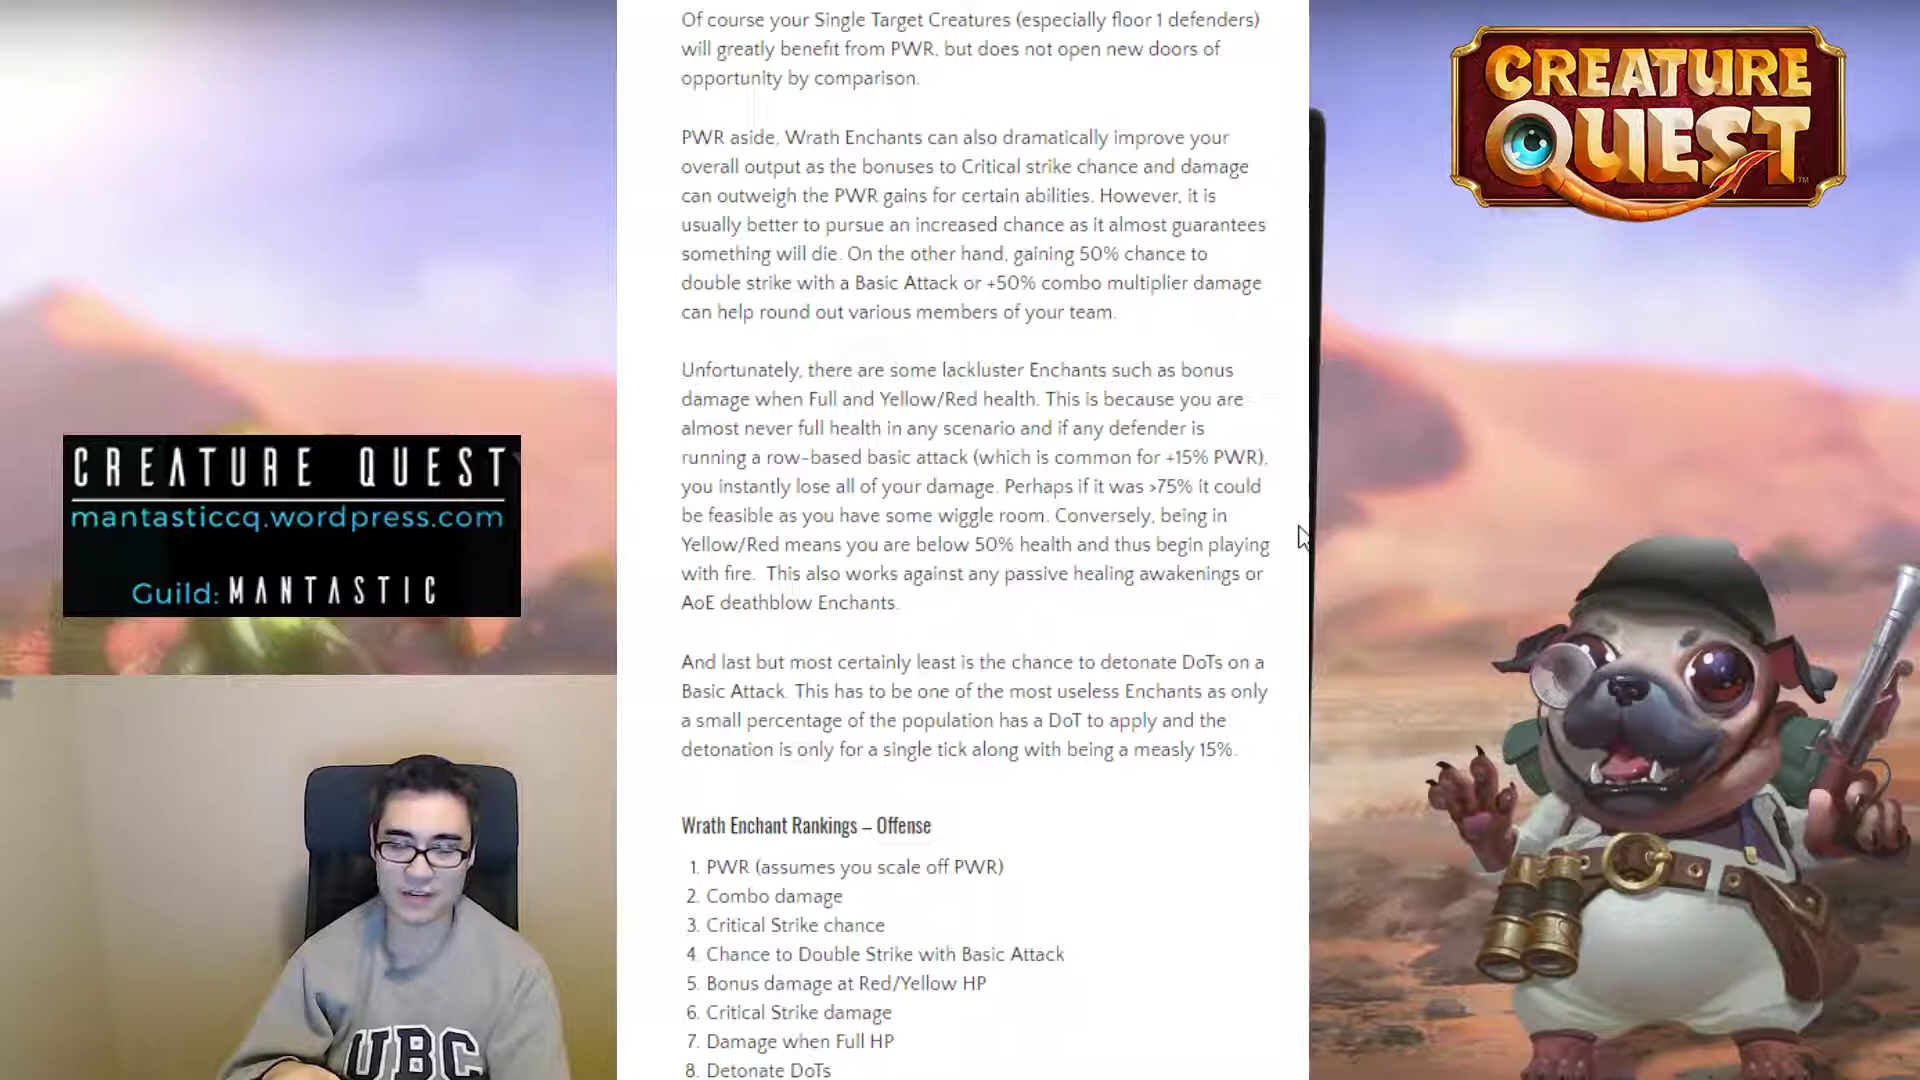 Of course your Single Target Creatures (especially floor 1 defenders)
will greatly benefit from PWR, but does not open new doors of
opportunity by comparison.
PWR aside, Wrath Enchants can also dramatically improve your
overall output as the bonuses to Critical strike chance and damage
can outweigh the PWR gains for certain abilities. However, it is
usually better to pursue an increased chance as it almost guarantees
something will die. On the other hand, gaining 50% chance to
double strike with a Basic Attack or +50% combo multiplier damage
can help round out various members of your team.
Unfortunately, there are some lackluster Enchants such as bonus
damage when Full and Yellow/Red health. This is because you are
almost never full health in any scenario and if any defender is
running a row-based basic attack (which is common for +15% PWR),
you instantly lose all of your damage. Perhaps if it was >75% it could
be feasible as you have some wiggle room. Conversely, being in
Yellow/Red means you are below 50% health and thus begin playing
with fire. This also works against any passive healing awakenings or
AoE deathblow Enchants.
And last but most certainly least is the chance to detonate DoTs on a
Basic Attack. This has to be one of the most useless Enchants as only
a small percentage of the population has a DoT to apply and the
detonation is only for a single tick along with being a measly 15%.
Wrath Enchant Rankings – Offense
1. PWR (assumes you scale off PWR)
2. Combo damage
3. Critical Strike chance
4. Chance to Double Strike with Basic Attack
5. Bonus damage at Red/Yellow HP
6. Critical Strike damage
7. Damage when Full HP
8. Detonate DoTs
CREATURE QUEST
mantasticcq.wordpress.com
Guild: MANTASTIC
UBC
CREATURE
QUEST
TM